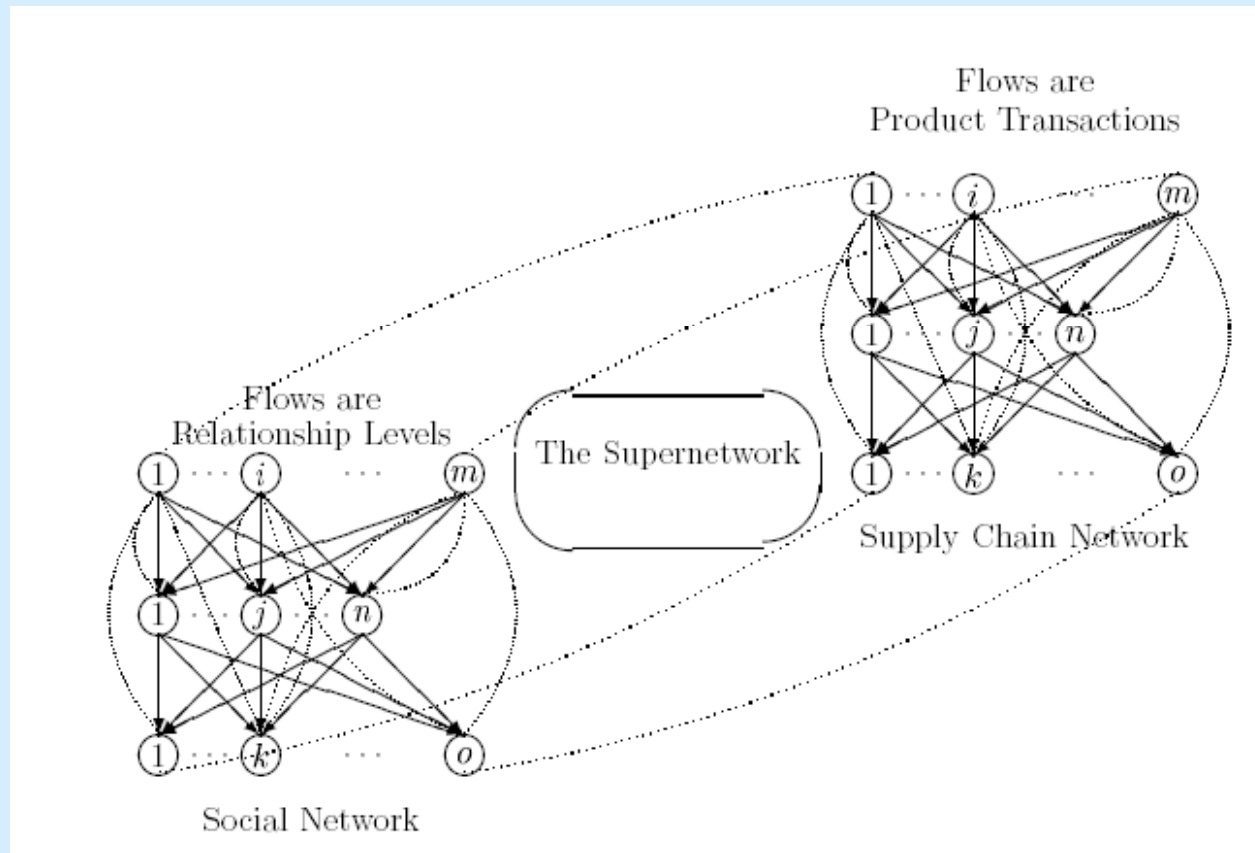 Flows are
Product Transactions
1 ··· i ··· m
1 ··· j ··· n
1 ··· k ··· o
Supply Chain Network
The Supernetwork
Flows are
Relationship Levels
1 ··· i ··· m
1 ··· j ··· n
1 ··· k ··· o
Social Network